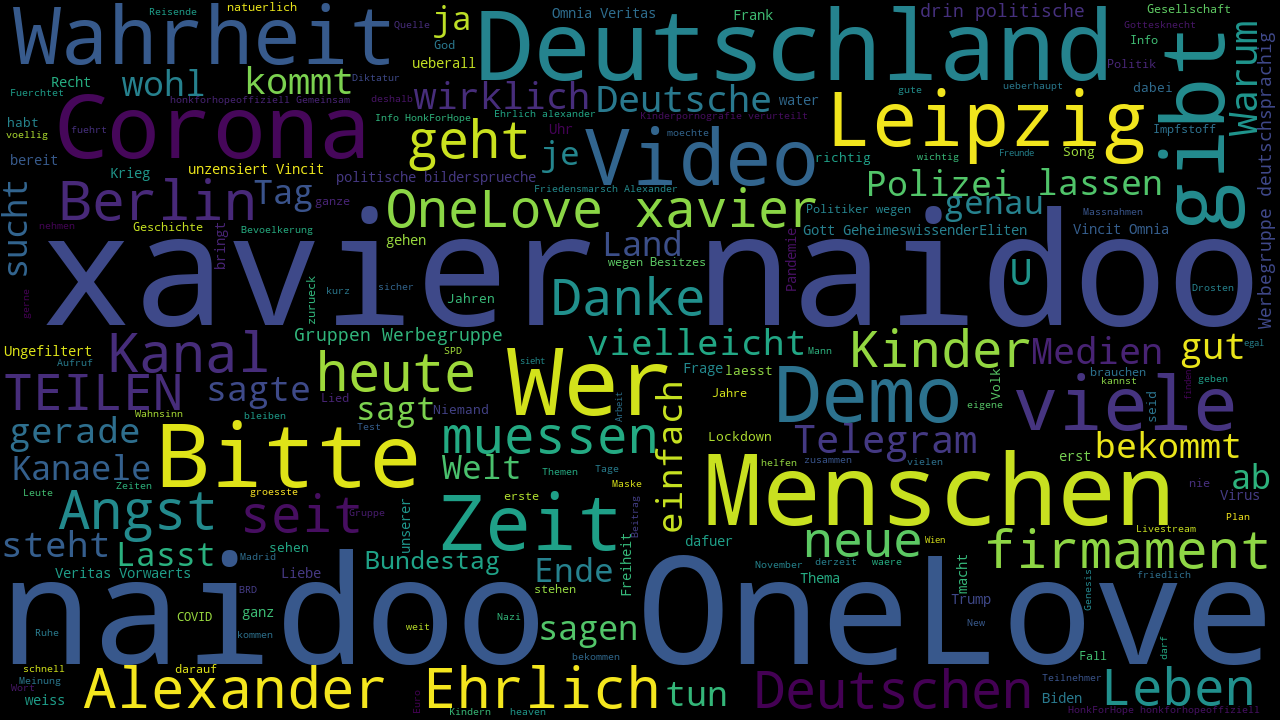 Wahrheit
natuerlich
Reisende
Quelle
ja
God
ueberall
Deutschland
Omnia Veritas
Frank
drin politische
Gesellschaft
Gottesknecht
Info
Politik
gibt
Warum
Werbegruppe deutschsprachig
Recht
wohl
kommt
Diktatur
Fuerchtet
honkforhopeoffiziell Gemeinsam
deshalb
wirklich
Deutsche
water
gute
ueberhaupt
dabei
habt
voellig
fuehrt
Corona
Info HonkForHope
Ehrlich alexander
Kinderpornografie verurteilt
Leipzig
Impfstoff
geht
Uhr
je
moechte
Video
richtig
wichtig
Freunde
Song
bereit
Krieg
unzensiert Vincit
politische bildersprueche
Polizei
lassen
sucht
Berlin
Tag
ganze
Friedensmarsch Alexander
genau
OneLove xavier
Politiker wegen
Massnahmen
nehmen
Geschichte
bringt
Bevoelkerung
gehen
Land
Pandemie
Gott GeheimeswissenderEliten
Vincit Omnia
xavier naidoo
wegen Besitzes
U
gerne
zurueck
kurz
sicher
Jahren
Danke
Drosten
Gruppen Werbegruppe
Ungefiltert
Aufruf
Kanal
SPD
vielleicht
Mann
Kinder
Medien
gut
egal
TEILEN
sagte
heute
Lied
Wer
sieht
Frage
laesst
Volk
brauchen
kannst
geben
finden
Jahre
Demo
eigene
viele
seid
Wahnsinn
bleiben
sagt
Niemand
Arbeit
einfach
gerade
Test
Bitte
muessen
Lockdown
Telegram
bekommt
Kanaele
Welt
Themen
Tage
Menschen
helfen
zusammen
vielen
erst
nie
ab
Virus
Leute
Zeiten
groesste
Gruppe
Angst
seit
unserer
Zeit
erste
Maske
Beitrag
Plan
Livestream
steht
Lasst
Madrid
sehen
Bundestag
Ende
Freiheit
dafuer
neue
Wien
firmament
Veritas Vorwaerts
Liebe
BRD
stehen
November
derzeit
waere
Thema
macht
Genesis
friedlich
naidoo OneLove
COVID
ganz
Nazi
Trump
New
Ruhe
kommen
weit
sagen
darf
schnell
darauf
bekommen
Fall
Meinung
Wort
weiss
Alexander Ehrlich
Euro
Kindern
heaven
tun
Deutschen
Biden
Teilnehmer
Leben
HonkForHope honkforhopeoffiziell